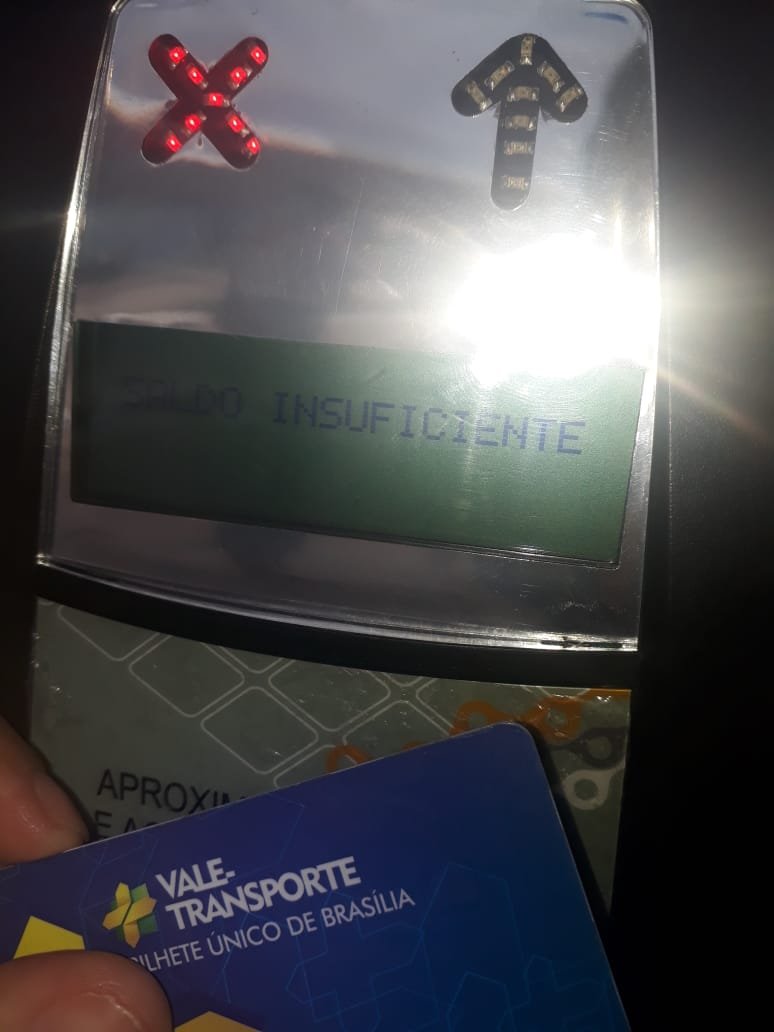 SALDO INSUFICIENTE
VALE-
TRANSPORTE
BILHETE ÚNICO DE BRASÍLIA